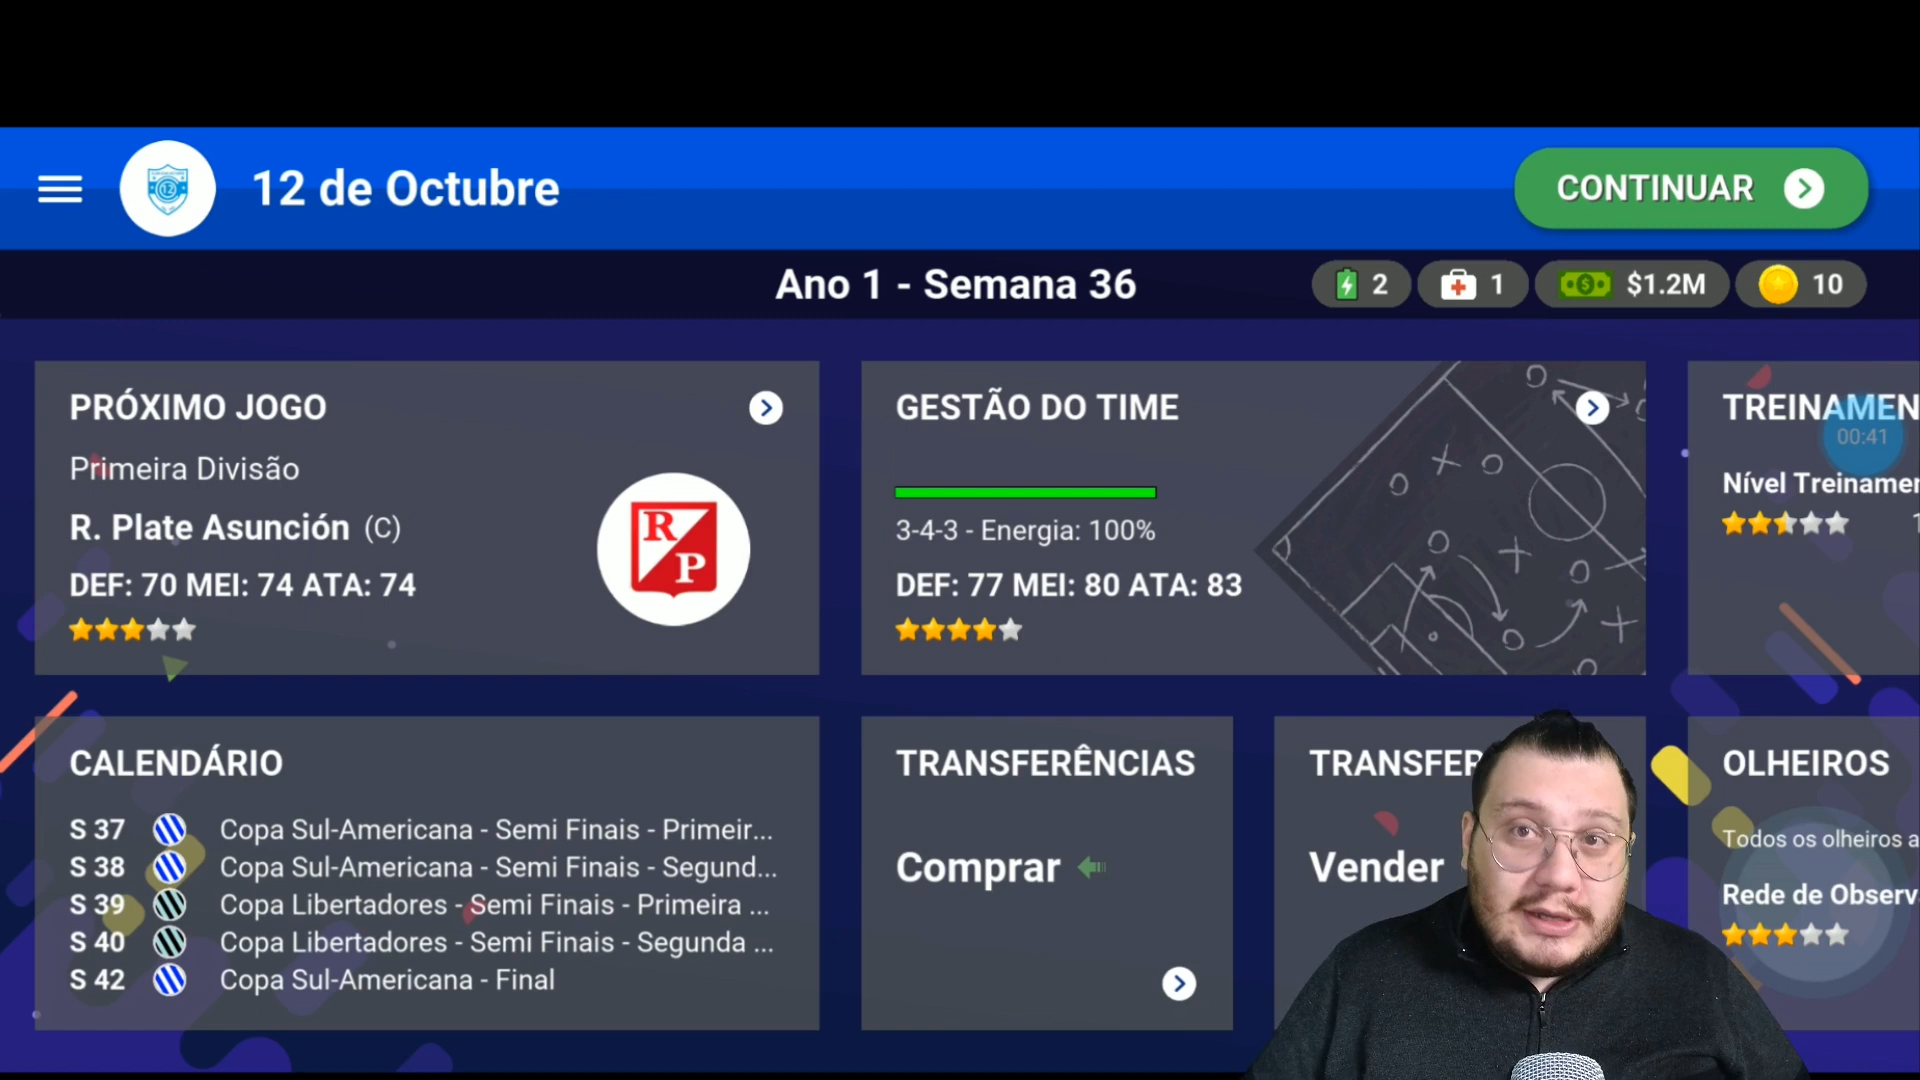 12 de Octubre
CONTINUAR
Ano 1 - Semana 36
2
1
$1.2M
10
PRÓXIMO JOGO
Primeira Divisão
R. Plate Asunción (C)
DEF: 70 MEI: 74 ATA: 74
R
P
GESTÃO DO TIME
3-4-3 - Energia: 100%
DEF: 77 MEI: 80 ATA: 83
TREINAMEN
00:41
Nível Treinamen
CALENDÁRIO
S 37 Copa Sul-Americana - Semi Finais - Primeir...
S 38 Copa Sul-Americana - Semi Finais - Segund...
S 39 Copa Libertadores - Semi Finais - Primeira ...
S 40 Copa Libertadores - Semi Finais - Segunda ...
S 42 Copa Sul-Americana - Final
TRANSFERÊNCIAS
Comprar
TRANSFER
Vender
OLHEIROS
Todos os olheiros a
Rede de Observ